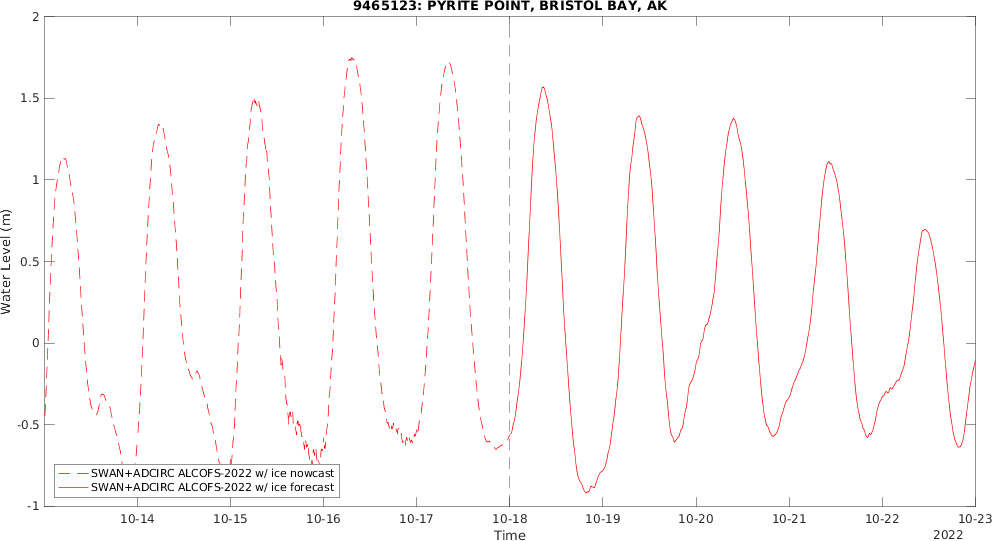 9465123: PYRITE POINT, BRISTOL BAY, AK
Water Level (m)
2
1.5
1
0.5
0
-0.5
-1
SWAN+ADCIRC ALCOFS-2022 w/ ice nowcast
SWAN+ADCIRC ALCOFS-2022 w/ ice forecast
10-14 10-15 10-16 10-17 10-18 10-19 10-20 10-21 10-22 10-23
Time
2022